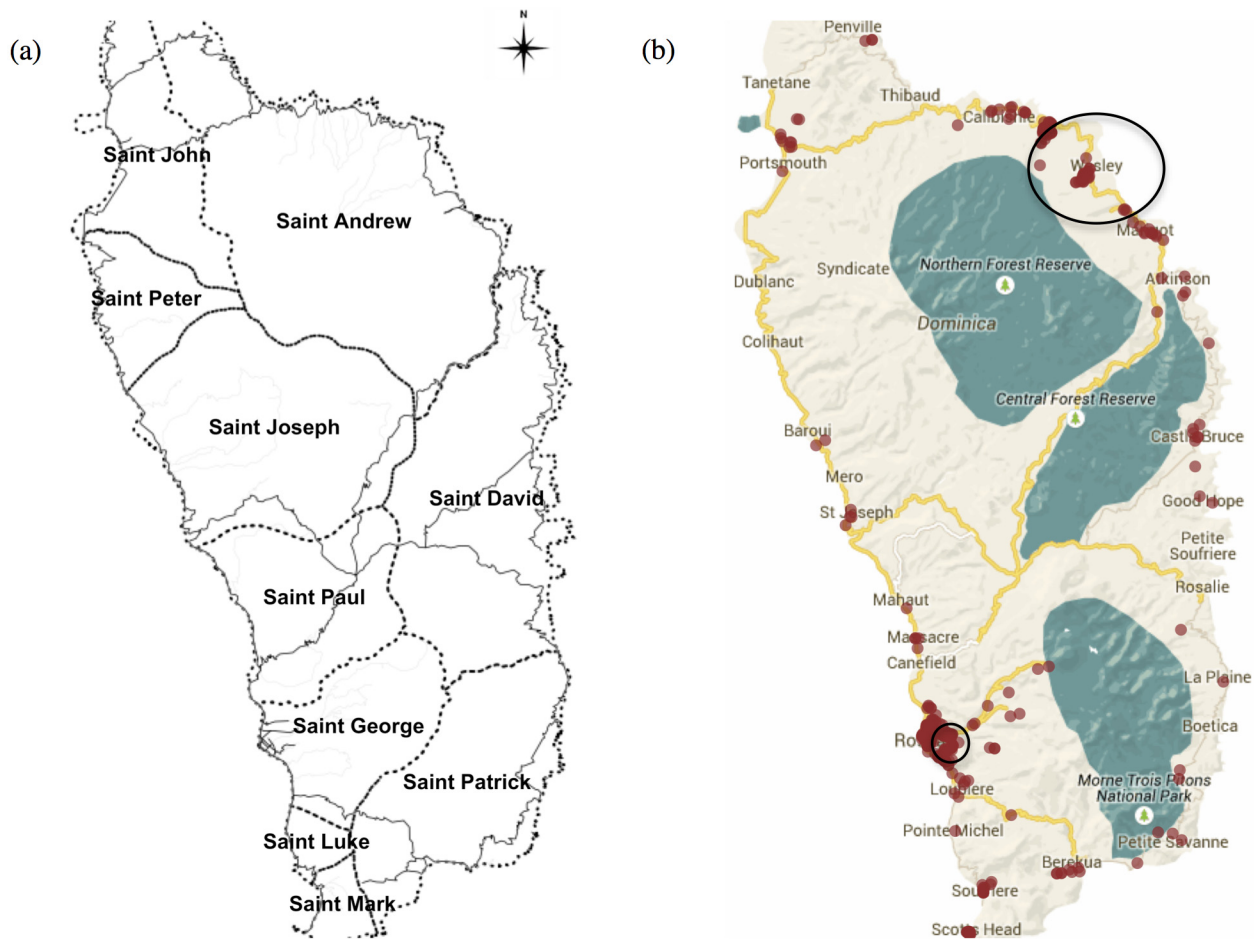 (a)
N
Saint John
Saint Andrew
Saint Peter
Saint Joseph
Saint David
Saint Paul
Saint George
Saint Patrick
Saint Luke
Saint Mark
(b)
Penville
Tanetane
Thibaud
Calibishie
Portsmouth
Wesley
Marigot
Syndicate
Northern Forest Reserve
Dublanc
Atkinson
Dominica
Colihaut
Central Forest Reserve
Baroui
Castle Bruce
Mero
Good Hope
St Joseph
Petite
Soufriere
Rosalie
Mahaut
Massacre
Canefield
La Plaine
Boetica
Morne Trois Pitons
National Park
Loubiere
Pointe Michel
Petite Savanne
Berekua
Soufriere
Scotts Head